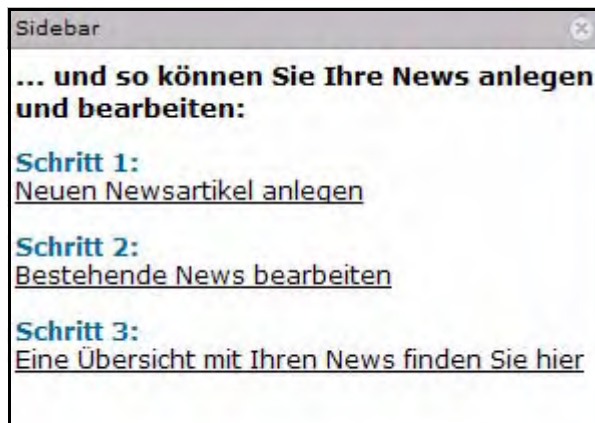 Sidebar
... und so können Sie Ihre News anlegen
und bearbeiten:
Schritt 1:
Neuen Newsartikel anlegen
Schritt 2:
Bestehende News bearbeiten
Schritt 3:
Eine Übersicht mit Ihren News finden Sie hier